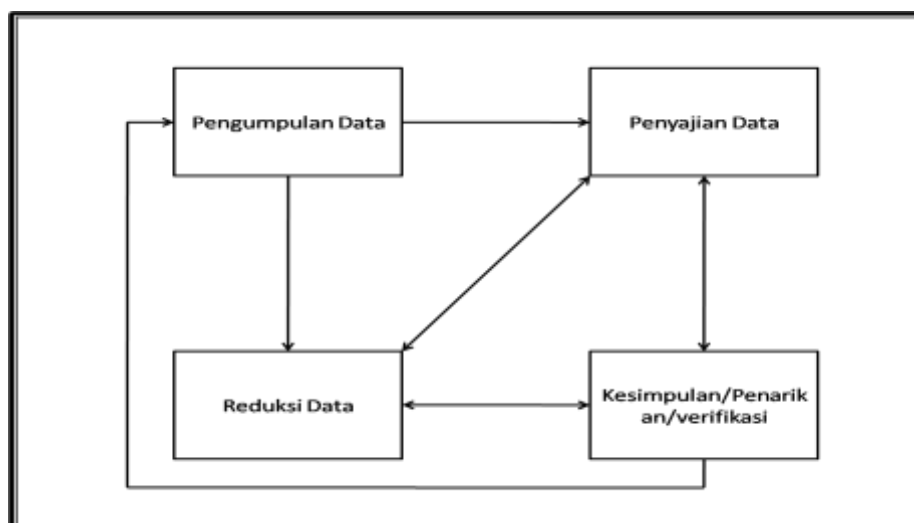 Pengumpulan Data
Penyajian Data
Reduksi Data
Kesimpulan/Penarik
an/verifikasi